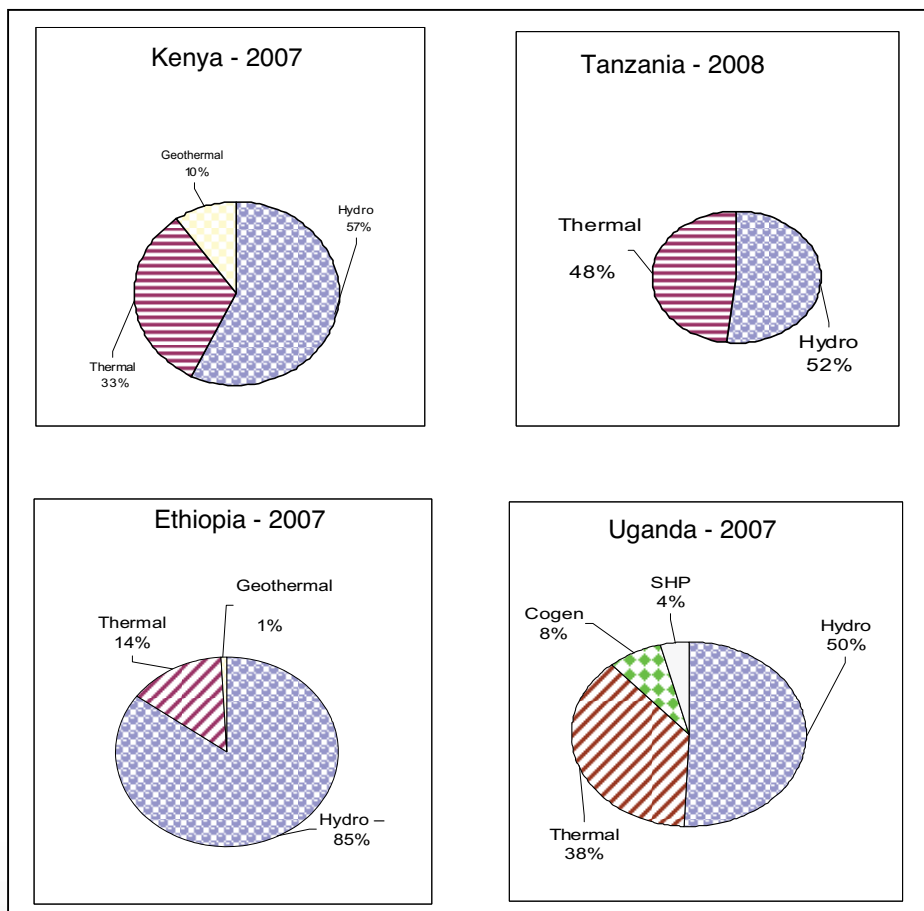 Kenya - 2007
Geothermal
10%
Hydro
57%
Thermal
33%
Tanzania - 2008
Thermal
48%
Hydro
52%
Ethiopia - 2007
Geothermal
1%
Thermal
14%
Hydro –
85%
Uganda - 2007
SHP
4%
Cogen
8%
Hydro
50%
Thermal
38%